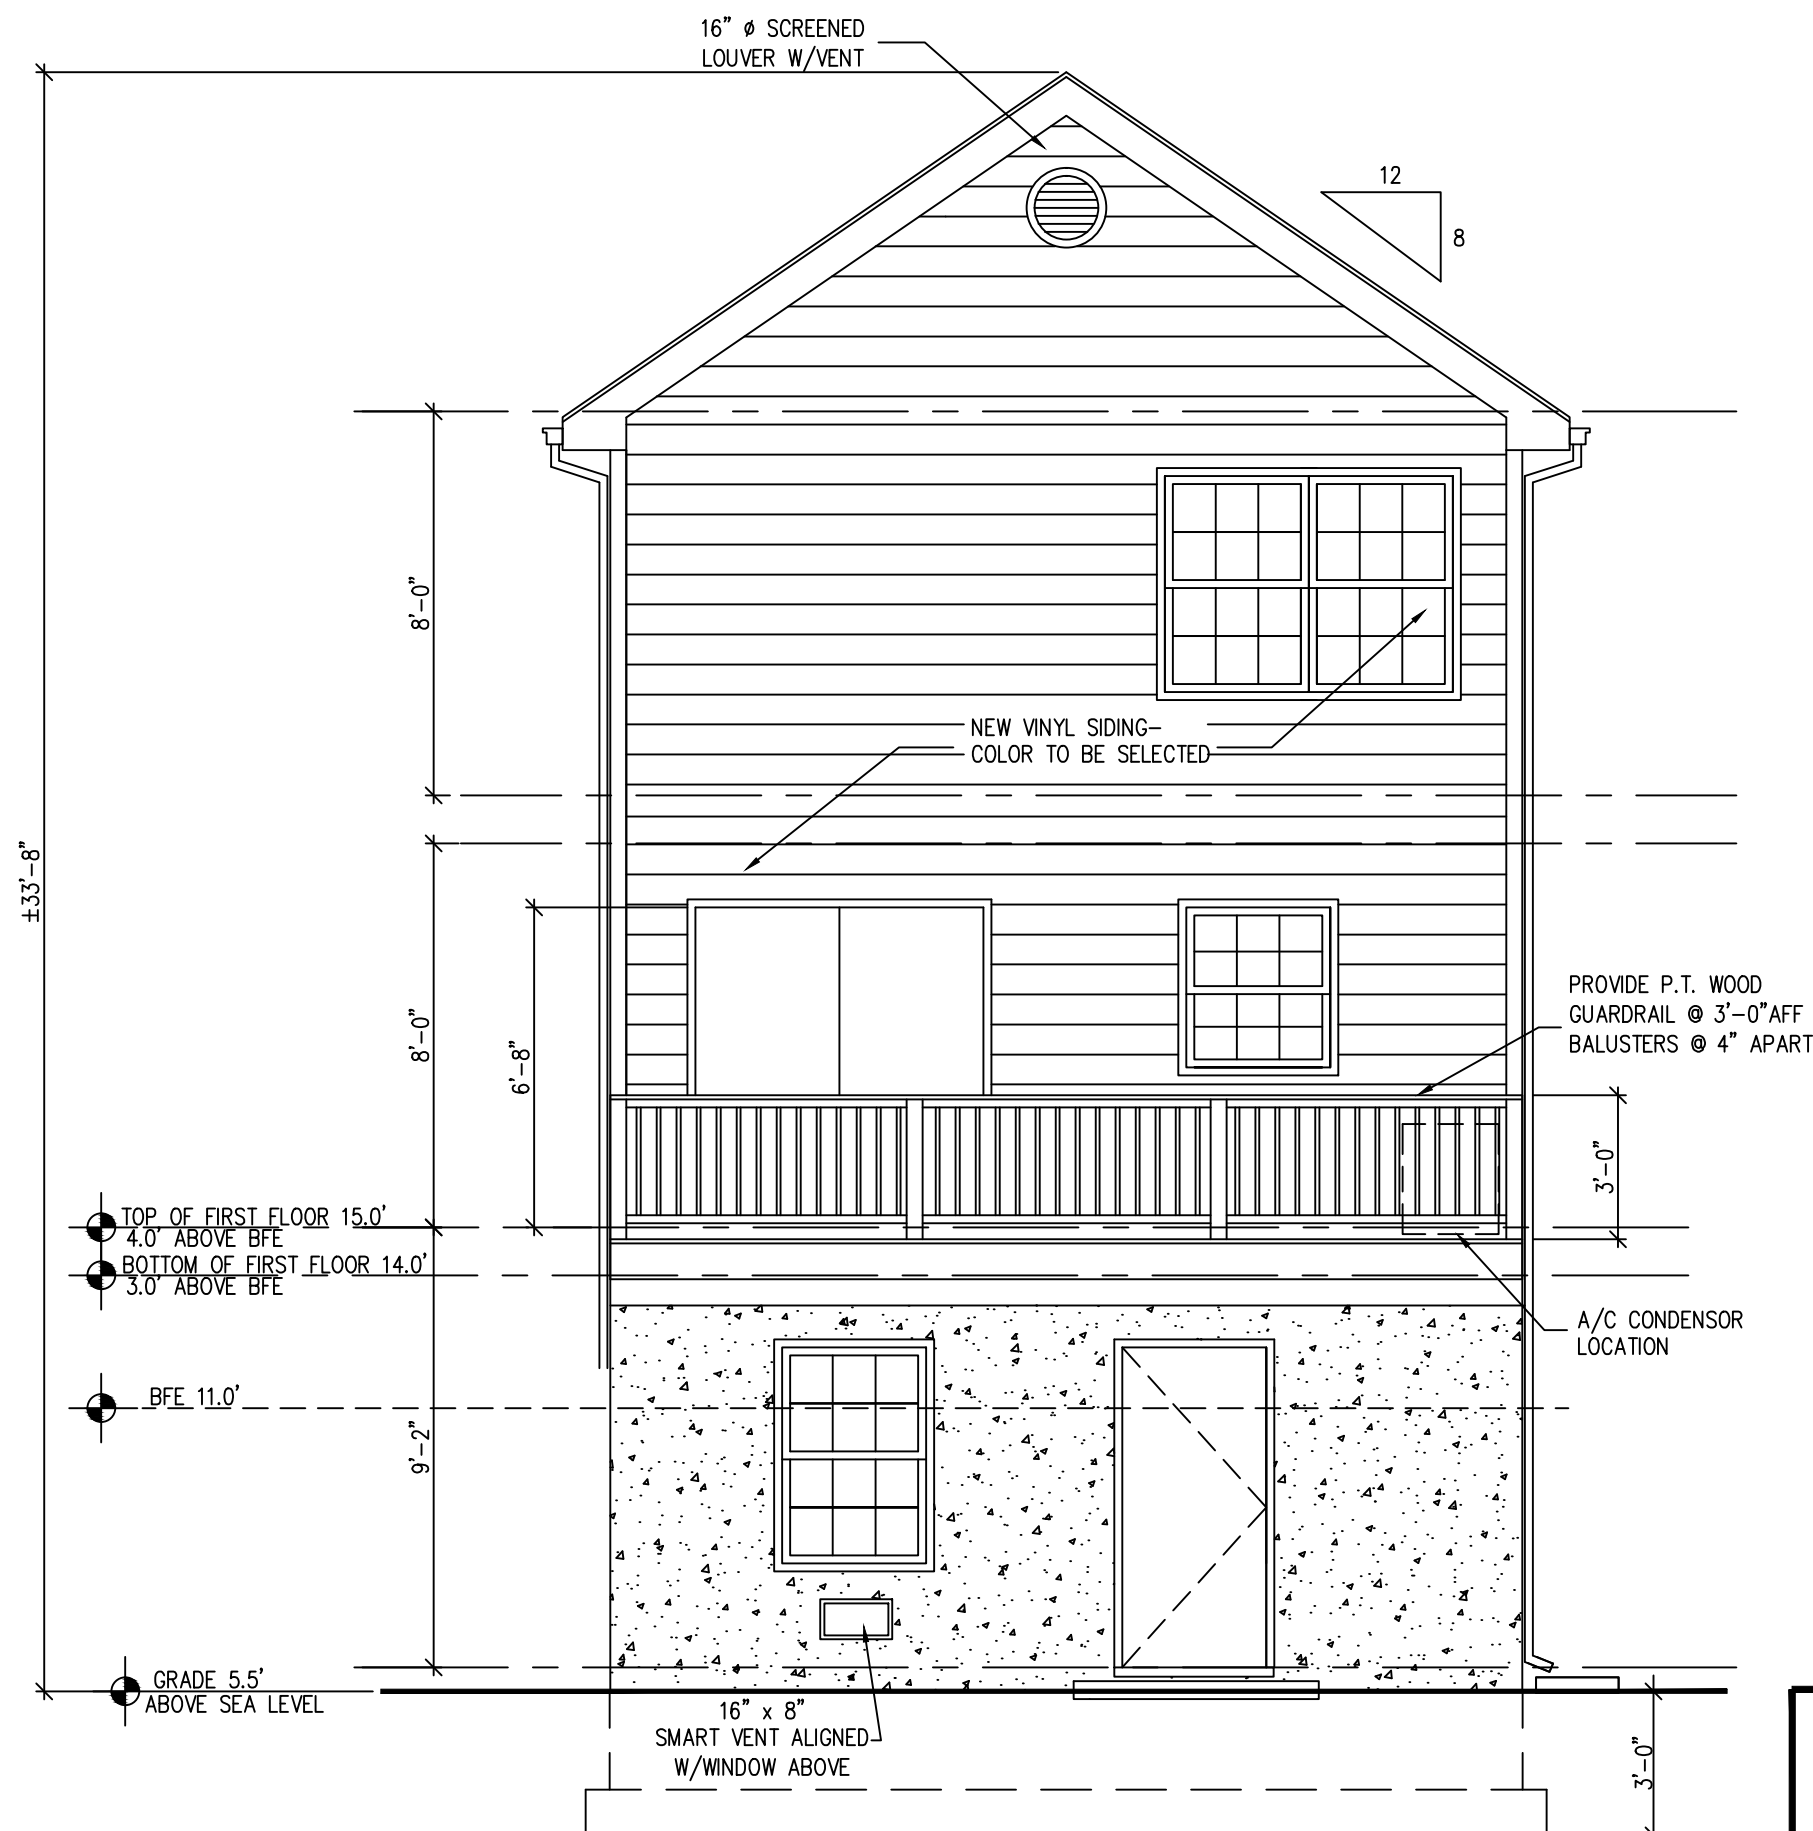 16” ø SCREENED
LOUVER W/VENT
12
8
8'-0”
NEW VINYL SIDING-
COLOR TO BE SELECTED
±33'-8”
8'-0”
6'-8”
PROVIDE P.T. WOOD
GUARDRAIL @ 3'-0”AFF
BALUSTERS @ 4” APART
3'-0”
TOP OF FIRST FLOOR 15.0'
4.0' ABOVE BFE
BOTTOM OF FIRST FLOOR 14.0'
3.0' ABOVE BFE
A/C CONDENSOR
LOCATION
BFE 11.0'
9'-2”
GRADE 5.5'
ABOVE SEA LEVEL
16” x 8”
SMART VENT ALIGNED
W/WINDOW ABOVE
3'-0”